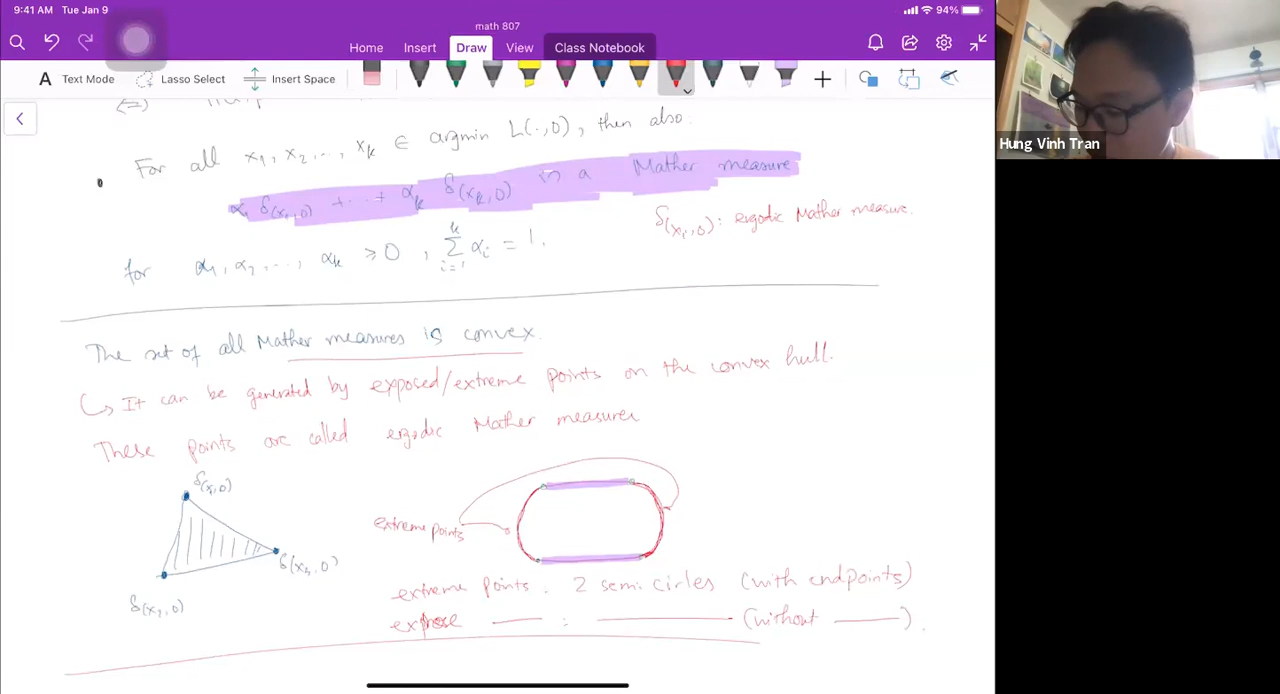 9:41 AM Tue Jan 9
94%
math 807
Home Insert Draw View Class Notebook
A Text Mode Lasso Select Insert Space
Hung Vinh Tran
• For all x₁, x₂, ..., xₖ ∈ argmin L(·,0), then also
α₁ δ(x₁,0) + ... + αₖ δ(xₖ,0) is a Mather measure
δ(xᵢ,0): ergodic Mather measure.
for α₁, α₂, ..., αₖ ≥ 0, ∑ᵢ₌₁ᵏ αᵢ = 1.
The set of all Mather measures is convex.
↳ It can be generated by exposed/extreme points on the convex hull.
These points are called ergodic Mather measures
δ(x₁,0)
extreme points
δ(x₃,0)
δ(x₂,0)
extreme points : 2 semi circles (with endpoints)
expose —— : —— (without ——).